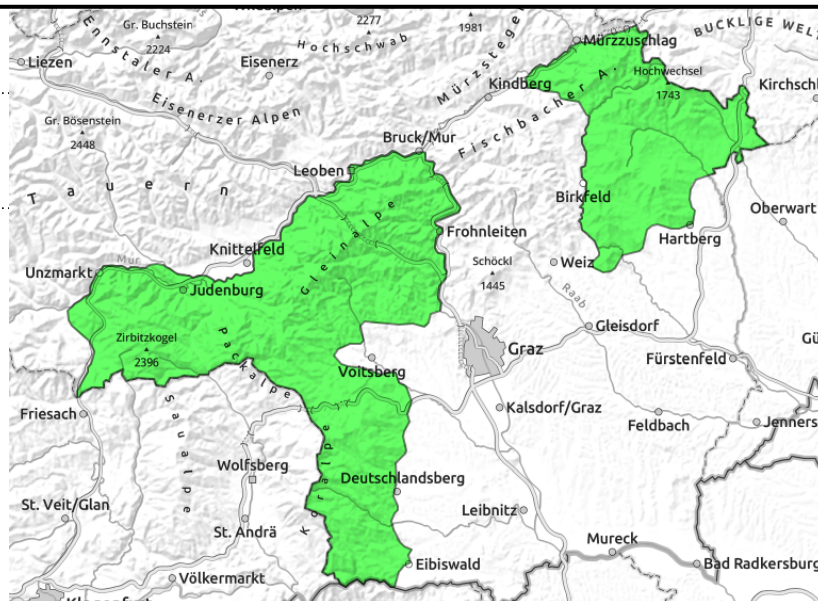 Gr. Buchstein
2224
Ennstaler A.
2277
Hochschwab
1981
Mürzsteger
Mürzzuschlag
BUCKLIGE WELT
Liezen
Eisenerz
Hochwechsel
1743
Kindberg
Kirchschl
Eisenerzer Alpen
Fischbacher A.
Gr. Bösenstein
2448
Bruck/Mur
Leoben
Tauern
Birkfeld
Oberwart
Gleinalpe
Frohnleiten
Hartberg
Knittelfeld
Mur
Unzmarkt
Schöckl
1445
Weiz
Judenburg
Raab
Zirbitzkogel
2396
Packalpe
Gleisdorf
Graz
Voitsberg
Fürstenfeld
Gü
Friesach
Saualpe
Kalsdorf/Graz
Feldbach
Jenners
Wolfsberg
Koralpe
Deutschlandsberg
St. Veit/Glan
St. Andrä
Leibnitz
Mureck
Eibiswald
Bad Radkersburg
Völkermarkt